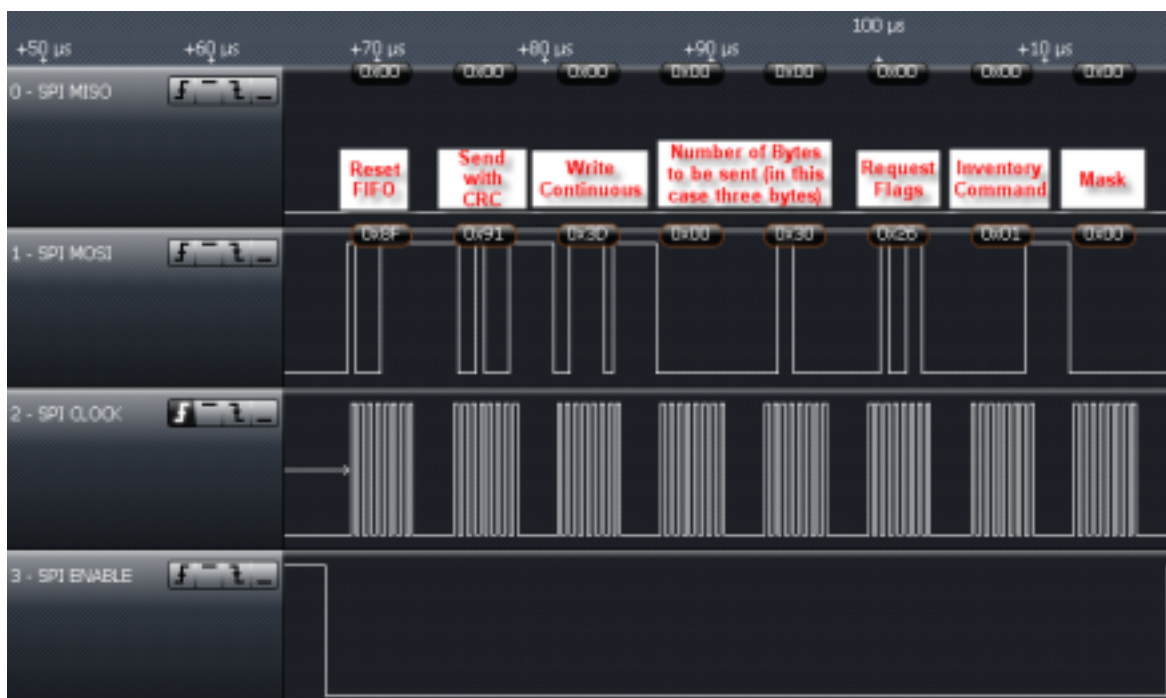 100 µs
+50 µs +60 µs +70 µs +80 µs +90 µs +10 µs
0x00 0x00 0x00 0x00 0x00 0x00 0x00 0x00
0 - SPI MISO
Reset
FIFO
Send
with
CRC
Write
Continuous
Number of Bytes
to be sent (in this
case three bytes)
Request
Flags
Inventory
Command
Mask
0x8F 0x91 0x3D 0x00 0x30 0x26 0x01 0x00
1 - SPI MOSI
2 - SPI CLOCK
3 - SPI ENABLE